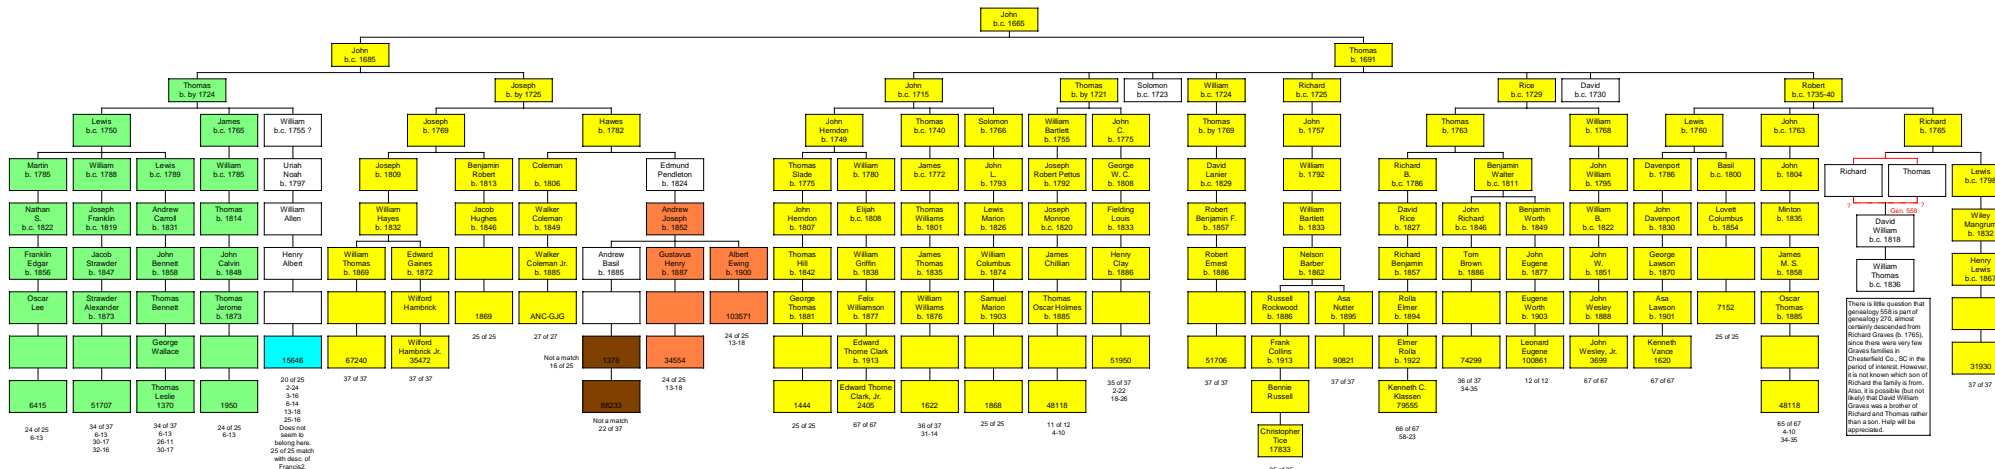 John
b.c. 1665
John
b.c. 1685
Thomas
b. 1691
Thomas
b. by 1724
Joseph
b. by 1725
John
b.c. 1715
Thomas
b. by 1721
Solomon
b.c. 1723
William
b.c. 1724
Richard
b.c. 1725
Rice
b.c. 1729
David
b.c. 1730
Robert
b.c. 1735-40
Lewis
b.c. 1750
James
b.c. 1765
William
b.c. 1755 ?
Joseph
b. 1769
Hawes
b. 1782
John
Herndon
b. 1749
Thomas
b.c. 1740
Solomon
b. 1766
William
Bartlett
b. 1755
John
C.
b. 1775
Thomas
b. by 1769
John
b. 1757
Thomas
b. 1763
William
b. 1768
Lewis
b. 1760
John
b.c. 1763
Richard
b. 1765
Martin
b. 1785
William
b.c. 1788
Lewis
b.c. 1789
William
b.c. 1785
Uriah
Noah
b. 1797
Joseph
b. 1809
Benjamin
Robert
b. 1813
Coleman
b. 1806
Edmund
Pendleton
b. 1824
Thomas
Slade
b. 1775
William
b. 1780
James
b.c. 1772
John
L.
b. 1793
Joseph
Robert Pettus
b. 1792
George
W. C.
b. 1808
David
Lanier
b.c. 1829
William
b. 1792
Richard
B.
b.c. 1786
Benjamin
Walter
b.c. 1811
John
William
b. 1795
Davenport
b. 1786
Basil
b.c. 1800
John
b. 1804
Richard
Thomas
Lewis
b.c. 1798
Nathan
S.
b.c. 1822
Joseph
Franklin
b.c. 1819
Andrew
Carroll
b. 1831
Thomas
b. 1814
William
Allen
William
Hayes
b. 1832
Jacob
Hughes
b. 1846
Walker
Coleman
b. 1849
Andrew
Joseph
b. 1852
John
Herndon
b. 1807
Elijah
b.c. 1808
Thomas
Williams
b. 1801
Lewis
Marion
b. 1826
Joseph
Monroe
b.c. 1820
Fielding
Louis
b. 1833
Robert
Benjamin F.
b. 1857
William
Bartlett
b. 1833
David
Rice
b. 1827
John
Richard
b.c. 1846
Benjamin
Worth
b. 1849
William
B.
b.c. 1822
John
Davenport
b. 1830
Lovett
Columbus
b. 1854
Minton
b. 1835
? Gen. 558 ?
David
William
b.c. 1818
Wiley
Mangrum
b. 1832
Franklin
Edgar
b. 1856
Jacob
Strawder
b. 1847
John
Bennett
b. 1858
John
Calvin
b. 1848
Henry
Albert
William
Thomas
b. 1869
Edward
Gaines
b. 1872
Walker
Coleman Jr.
b. 1885
Andrew
Basil
b. 1885
Gustavus
Henry
b. 1887
Albert
Ewing
b. 1900
Thomas
Hill
b. 1842
William
Griffin
b. 1838
James
Thomas
b. 1835
William
Columbus
b. 1874
James
Chillian
Henry
Clay
b. 1886
Robert
Ernest
b. 1886
Nelson
Barber
b. 1862
Richard
Benjamin
b. 1857
Tom
Brown
b. 1886
John
Eugene
b. 1877
John
W.
b. 1851
George
Lawson
b. 1870
James
M. S.
b. 1858
William
Thomas
b.c. 1836
Henry
Lewis
b. 1867
Oscar
Lee
Strawder
Alexander
b. 1873
Thomas
Bennett
Thomas
Jerome
b. 1873
Wilford
Hambrick
1869
ANC-GJG
103571
George
Thomas
b. 1881
Felix
Williamson
b. 1877
William
Williams
b. 1876
Samuel
Marion
b. 1903
Thomas
Oscar Holmes
b. 1885
Russell
Rockwood
b. 1886
Asa
Nutter
b. 1895
Rolla
Elmer
b. 1894
Eugene
Worth
b. 1903
John
Wesley
b. 1888
Asa
Lawson
b. 1901
7152
Oscar
Thomas
b. 1885
There is little question that
genealogy 558 is part of
genealogy 270, almost
certainly descended from
Richard Graves (b. 1765),
since there were very few
Graves families in
Chesterfield Co., SC in the
period of interest. However,
it is not known which son of
Richard the family is from.
Also, it is possible (but not
likely) that David William
Graves was a brother of
Richard and Thomas rather
than a son. Help will be
appreciated.
25 of 25
27 of 27
24 of 25
13-18
25 of 25
George
Wallace
15646
67240
Wilford
Hambrick Jr.
35472
Not a match
16 of 25
1378
34554
Edward
Thorne Clark
b. 1913
51950
51706
Frank
Collins
b. 1913
90821
Elmer
Rolla
b. 1922
74299
Leonard
Eugene
100861
John
Wesley, Jr.
3699
Kenneth
Vance
1620
31930
20 of 25
2-24
3-16
6-14
13-18
25-16
Does not
seem to
belong here.
25 of 25 match
with desc. of
Francis2.
37 of 37
37 of 37
24 of 25
13-18
35 of 37
2-22
18-26
37 of 37
37 of 37
36 of 37
34-35
12 of 12
67 of 67
67 of 67
37 of 37
6415
51707
Thomas
Leslie
1370
1950
88233
1444
Edward Thorne
Clark, Jr.
2405
1622
1868
48118
Bennie
Russell
Kenneth C.
Klassen
79555
48118
24 of 25
6-13
34 of 37
6-13
30-17
32-16
34 of 37
6-13
26-11
30-17
24 of 25
6-13
Not a match
22 of 37
25 of 25
67 of 67
36 of 37
31-14
25 of 25
11 of 12
4-10
66 of 67
58-23
65 of 67
4-10
34-35
Christopher
Tice
17833